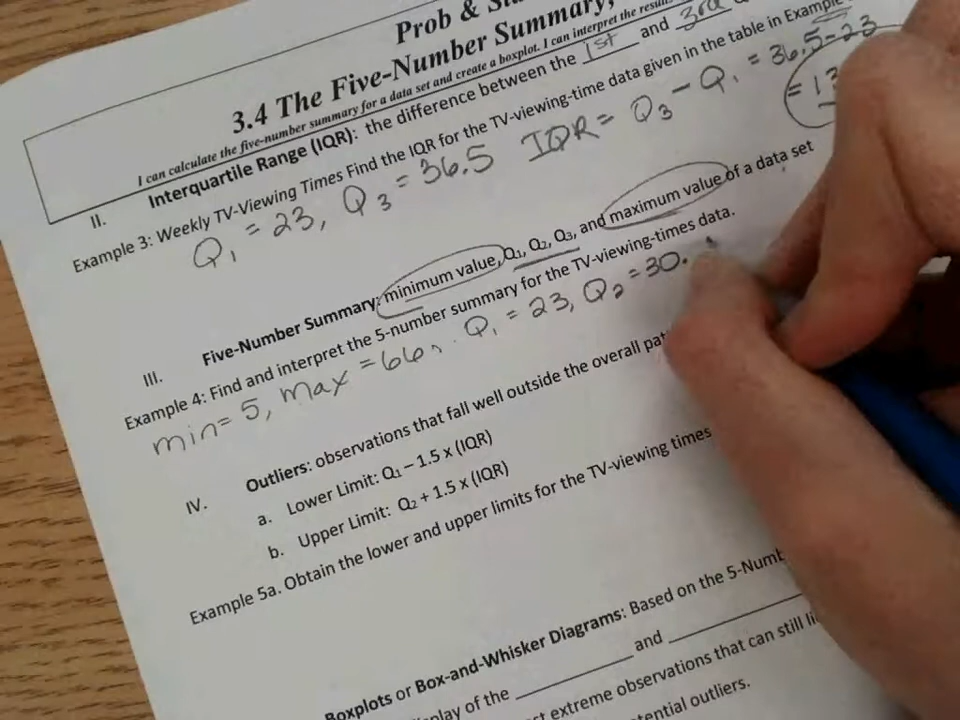 Prob &
3.4 The Five-Number Summary,
I can calculate the five-number summary for a data set and create a boxplot. I can interpret the results
II. Interquartile Range (IQR): the difference between the 1st and 3rd
Example 3: Weekly TV-Viewing Times Find the IQR for the TV-viewing-time data given in the table in Example
Q₁ = 23, Q₃ = 36.5 IQR = Q₃ - Q₁ = 36.5 - 23
= 13
III. Five-Number Summary: minimum value, Q₁, Q₂, Q₃, and maximum value of a data set
Example 4: Find and interpret the 5-number summary for the TV-viewing-times data.
min = 5, max = 66, Q₁ = 23, Q₂ = 30.
IV. Outliers: observations that fall well outside the overall
a. Lower Limit: Q₁ – 1.5 x (IQR)
b. Upper Limit: Q₂ + 1.5 x (IQR)
Example 5a. Obtain the lower and upper limits for the TV-viewing times
Boxplots or Box-and-Whisker Diagrams: Based on the 5-Numb
of the ______ and ______
extreme observations that can still
outliers.